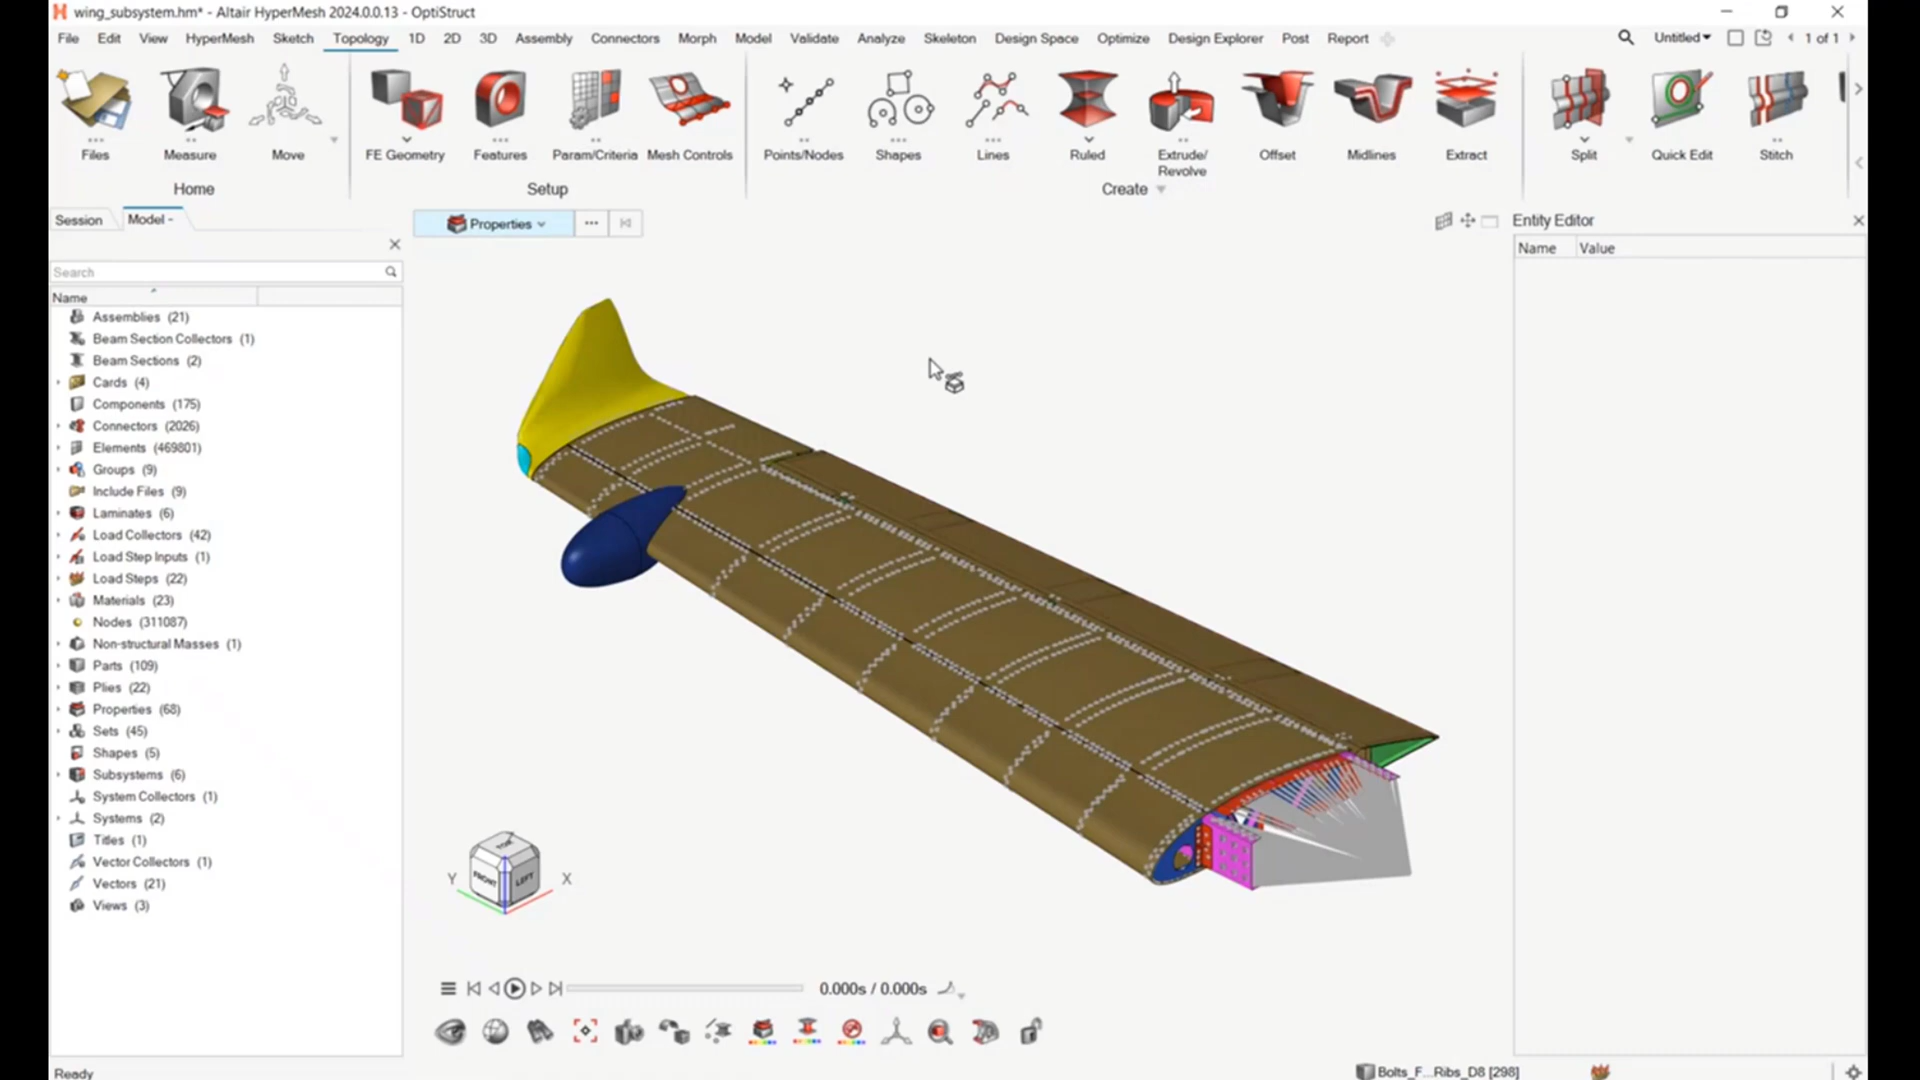 wing_subsystem.hm* - Altair HyperMesh 2024.0.0.13 - OptiStruct
File Edit View HyperMesh Sketch Topology 1D 2D 3D Assembly Connectors Morph Model Validate Analyze Skeleton Design Space Optimize Design Explorer Post Report Untitled 1 of 1
Files Measure Move FE Geometry Features Param/Criteria Mesh Controls Points/Nodes Shapes Lines Ruled Extrude/ Offset Midlines Extract Split Quick Edit Stitch
Revolve
Home Setup Create
Session Model - Properties Entity Editor
Name Value
Search
Name
Assemblies (21)
Beam Section Collectors (1)
Beam Sections (2)
Cards (4)
Components (175)
Connectors (2026)
Elements (469801)
Groups (9)
Include Files (9)
Laminates (6)
Load Collectors (42)
Load Step Inputs (1)
Load Steps (22)
Materials (23)
Nodes (311087)
Non-structural Masses (1)
Parts (109)
Plies (22)
Properties (68)
Sets (45)
Shapes (5)
Subsystems (6)
System Collectors (1)
Systems (2)
Titles (1)
Vector Collectors (1)
Vectors (21)
Views (3)
TOP
FRONT LEFT
Y X
0.000s / 0.000s
Ready Bolts_F...Ribs_D8 [298]